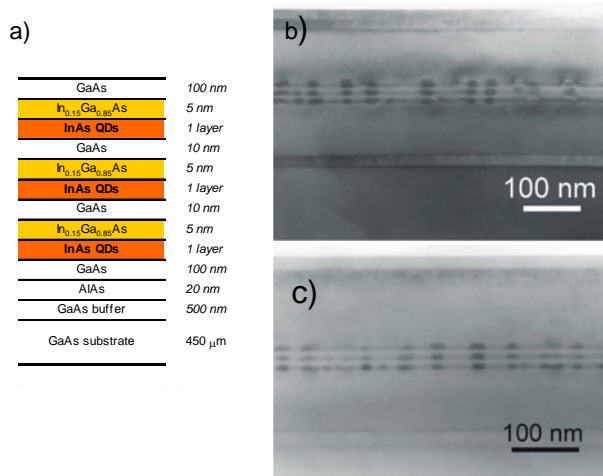 a)
GaAs 100 nm
In₀.₁₅Ga₀.₈₅As 5 nm
InAs QDs 1 layer
GaAs 10 nm
In₀.₁₅Ga₀.₈₅As 5 nm
InAs QDs 1 layer
GaAs 10 nm
In₀.₁₅Ga₀.₈₅As 5 nm
InAs QDs 1 layer
GaAs 100 nm
AlAs 20 nm
GaAs buffer 500 nm
GaAs substrate 450 μm
b)
100 nm
c)
100 nm